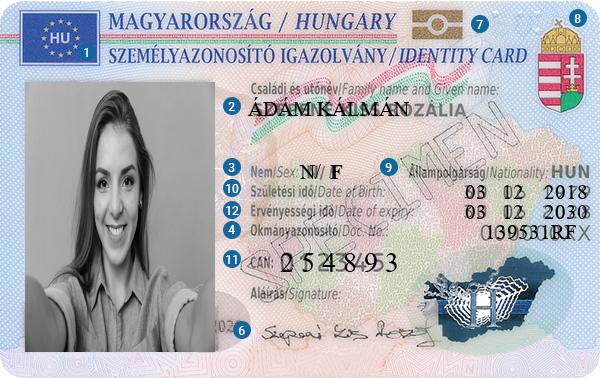 HU
1
MAGYARORSZÁG / HUNGARY
7
8
SZEMÉLYAZONOSÍTÓ IGAZOLVÁNY / IDENTITY CARD
Családi és utónév/Family name and Given name:
2 ÁDÁM KÁLMÁN ZÁLIA
3 Nem/Sex: N/ F 9 Állampolgárság/Nationality: HUN
10 Születési idő/Date of Birth: 03 12 2018
12 Érvényességi idő/Date of expiry: 03 12 2030
4 Okmányazonosító/Doc. No.: 139531RF
11 CAN: 254893
Aláírás/Signature:
6
SPECIMEN
H